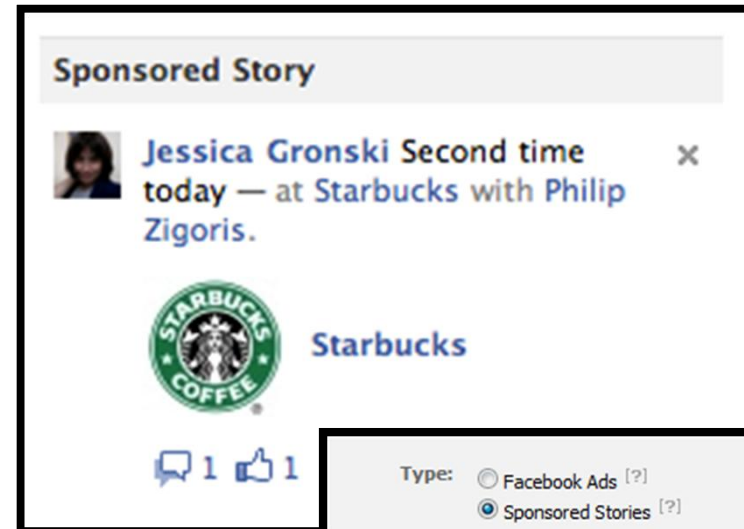 Sponsored Story
Jessica Gronski Second time
today — at Starbucks with Philip
Zigoris.
STARBUCKS
COFFEE
®
Starbucks
1 1
Type: Facebook Ads [?]
Sponsored Stories [?]